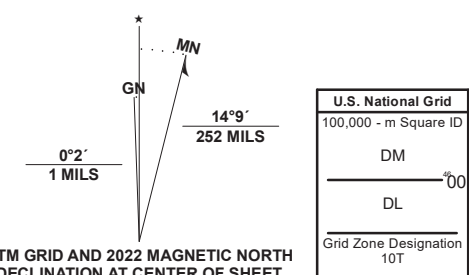 ★
MN
GN
14°9´
252 MILS
0°2´
1 MILS
TM GRID AND 2022 MAGNETIC NORTH
DECLINATION AT CENTER OF SHEET
U.S. National Grid
100,000 - m Square ID
DM
4600
DL
Grid Zone Designation
10T